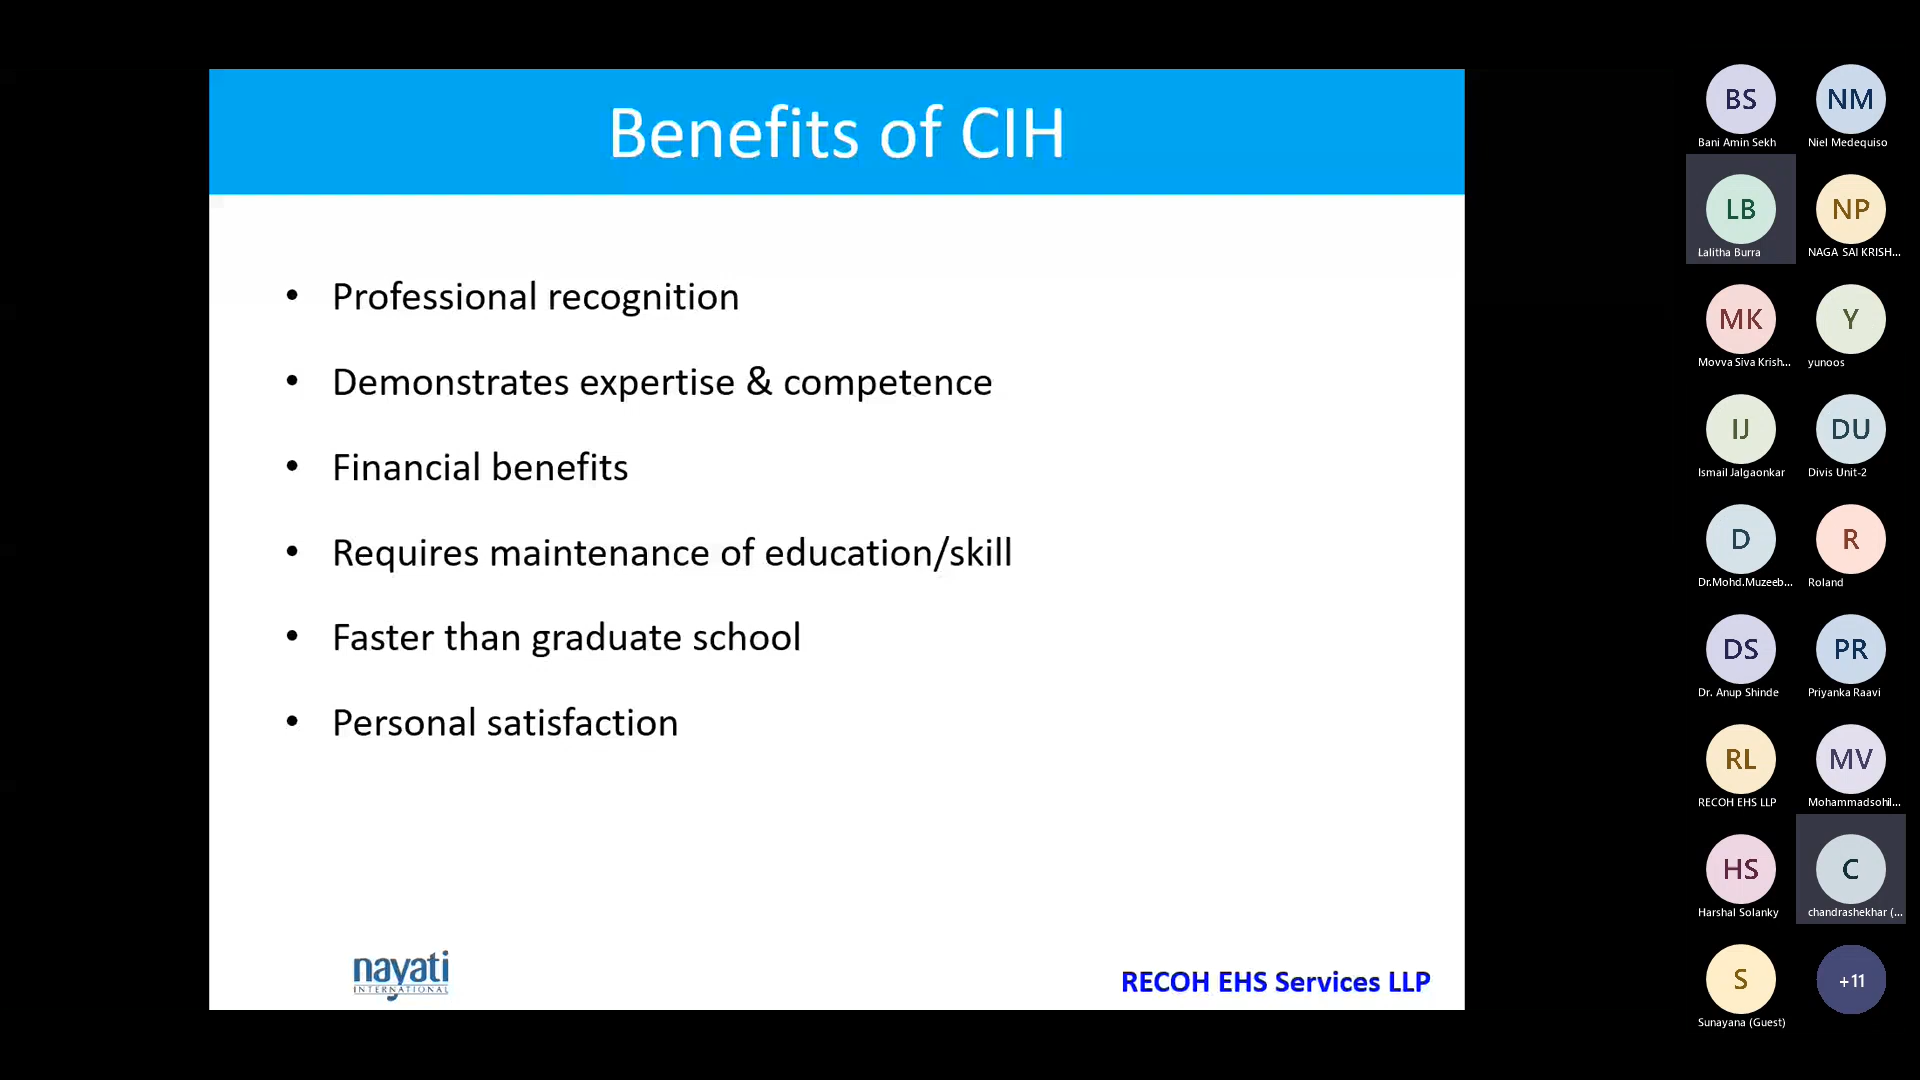 Benefits of CIH
• Professional recognition
• Demonstrates expertise & competence
• Financial benefits
• Requires maintenance of education/skill
• Faster than graduate school
• Personal satisfaction
nayati
INTERNATIONAL
RECOH EHS Services LLP
BS NM
Bani Amin Sekh Niel Medequiso
LB NP
Lalitha Burra NAGA SAI KRISH...
MK Y
Movva Siva Krish... yunoos
IJ DU
Ismail Jalgaonkar Divis Unit-2
D R
Dr.Mohd.Muzeeb... Roland
DS PR
Dr. Anup Shinde Priyanka Raavi
RL MV
RECOH EHS LLP Mohammadsohil...
HS C
Harshal Solanky chandrashekhar (...
S +11
Sunayana (Guest)